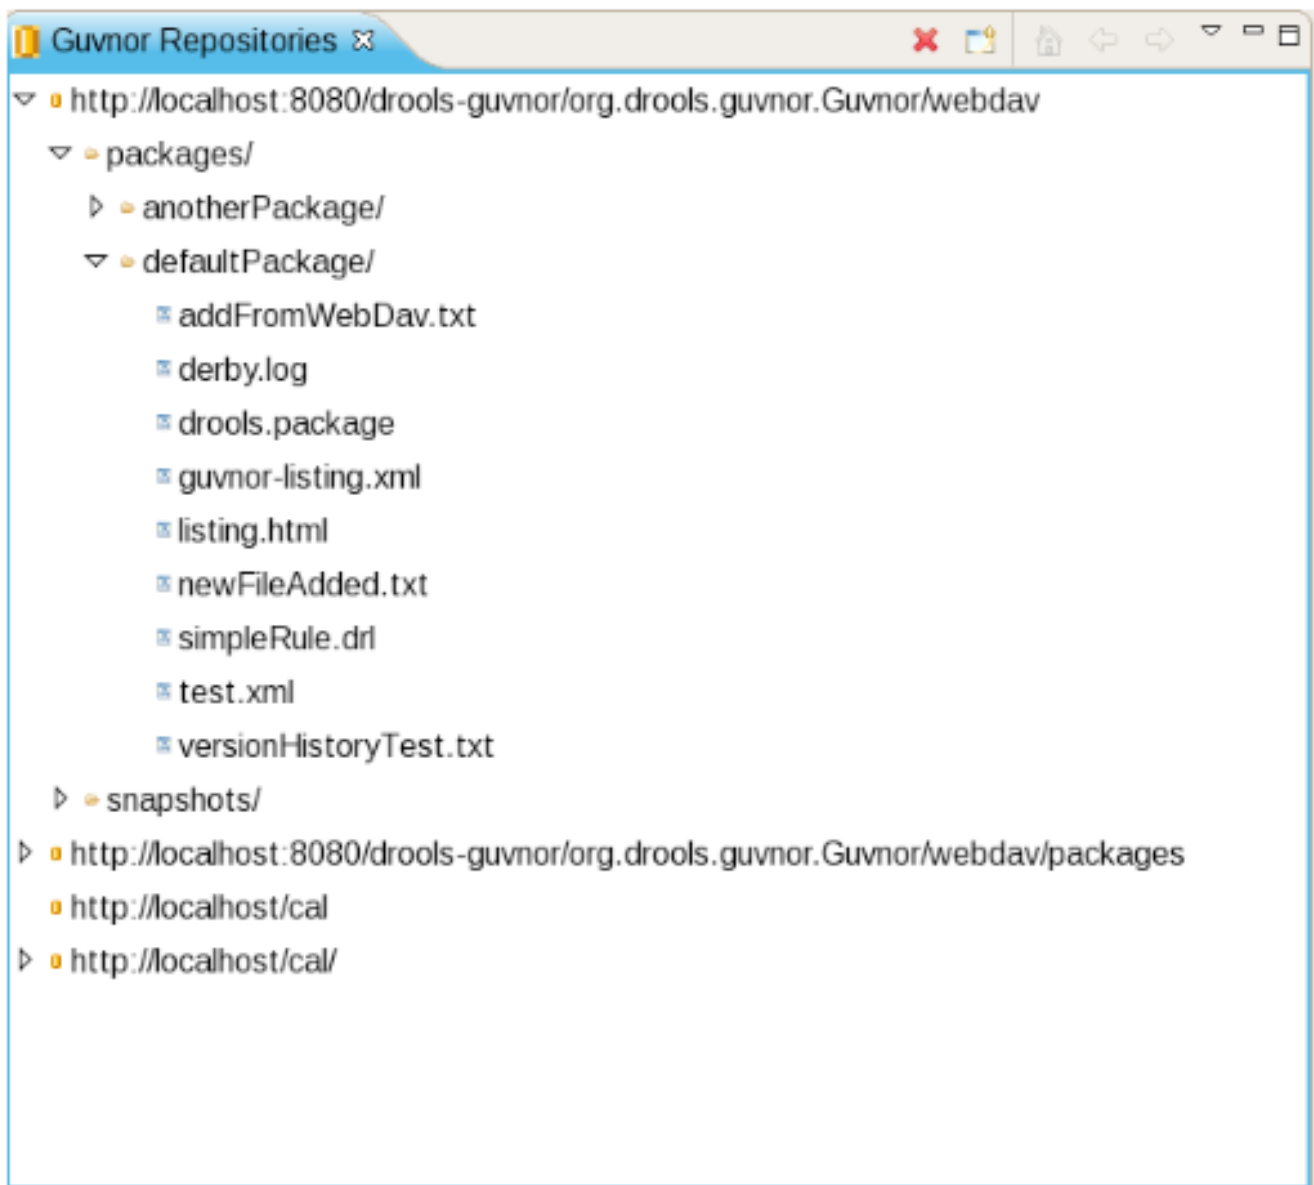 Guvnor Repositories
http://localhost:8080/drools-guvnor/org.drools.guvnor.Guvnor/webdav
packages/
anotherPackage/
defaultPackage/
addFromWebDav.txt
derby.log
drools.package
guvnor-listing.xml
listing.html
newFileAdded.txt
simpleRule.drl
test.xml
versionHistoryTest.txt
snapshots/
http://localhost:8080/drools-guvnor/org.drools.guvnor.Guvnor/webdav/packages
http://localhost/cal
http://localhost/cal/